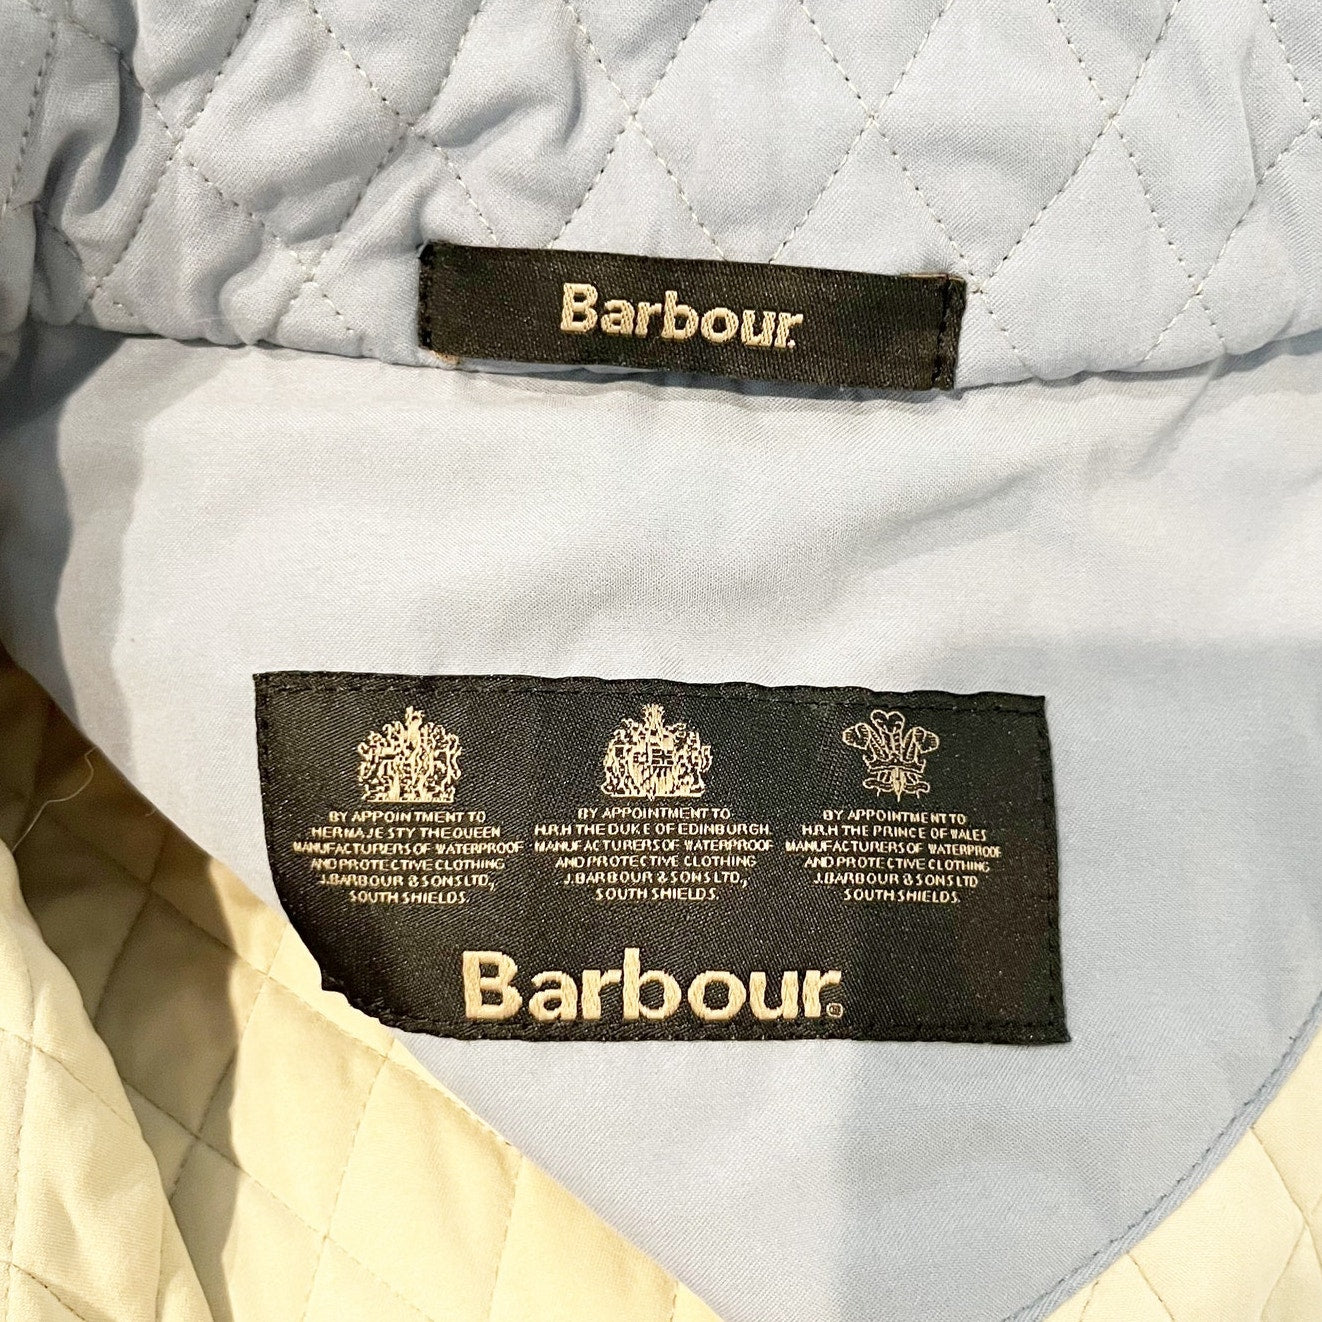 Barbour.
BY APPOINTMENT TO
HER MAJESTY THE QUEEN
MANUFACTURERS OF WATERPROOF
AND PROTECTIVE CLOTHING
J.BARBOUR & SONS LTD,
SOUTH SHIELDS.
BY APPOINTMENT TO
H.R.H THE DUKE OF EDINBURGH
MANUFACTURERS OF WATERPROOF
AND PROTECTIVE CLOTHING
J.BARBOUR & SONS LTD,
SOUTH SHIELDS.
BY APPOINTMENT TO
H.R.H THE PRINCE OF WALES
MANUFACTURERS OF WATERPROOF
AND PROTECTIVE CLOTHING
J.BARBOUR & SONS LTD
SOUTH SHIELDS.
Barbour®